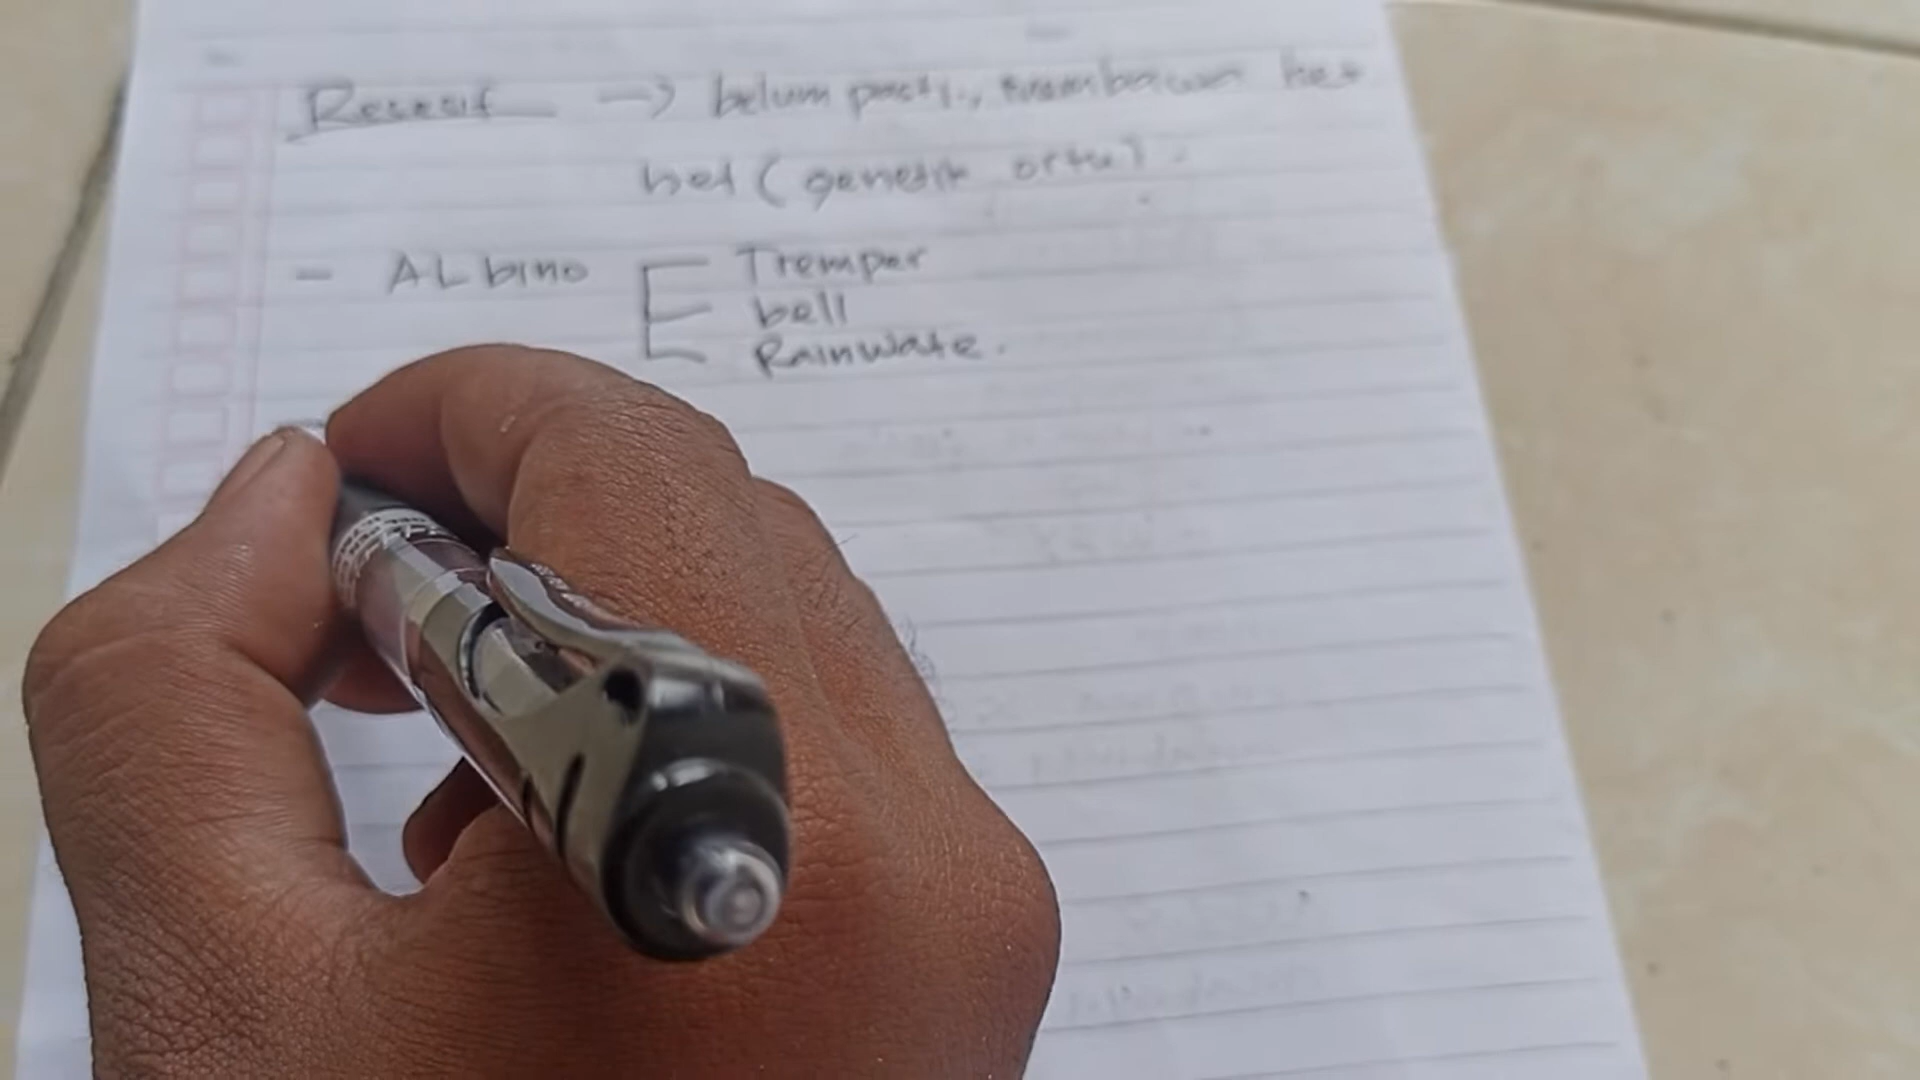 Resesif → belum pasti, membawa het
het (genetik ortu).
- ALbino [ Tremper
bell
Rainwate.